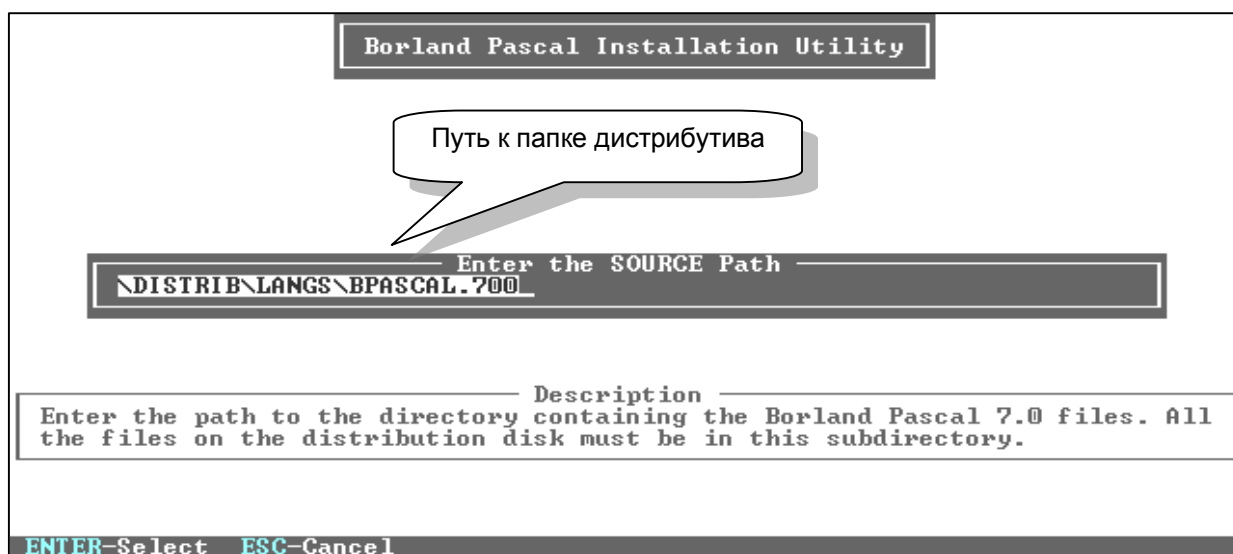 Borland Pascal Installation Utility
Путь к папке дистрибутива
Enter the SOURCE Path
\DISTRIB\LANGS\BPASCAL.700_
Description
Enter the path to the directory containing the Borland Pascal 7.0 files. All
the files on the distribution disk must be in this subdirectory.
ENTER-Select ESC-Cancel